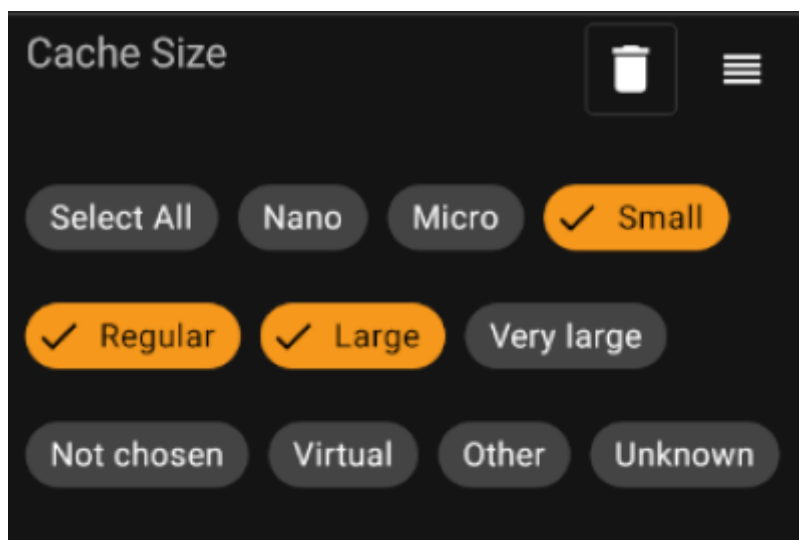 Cache Size
Select All Nano Micro Small
Regular Large Very large
Not chosen Virtual Other Unknown